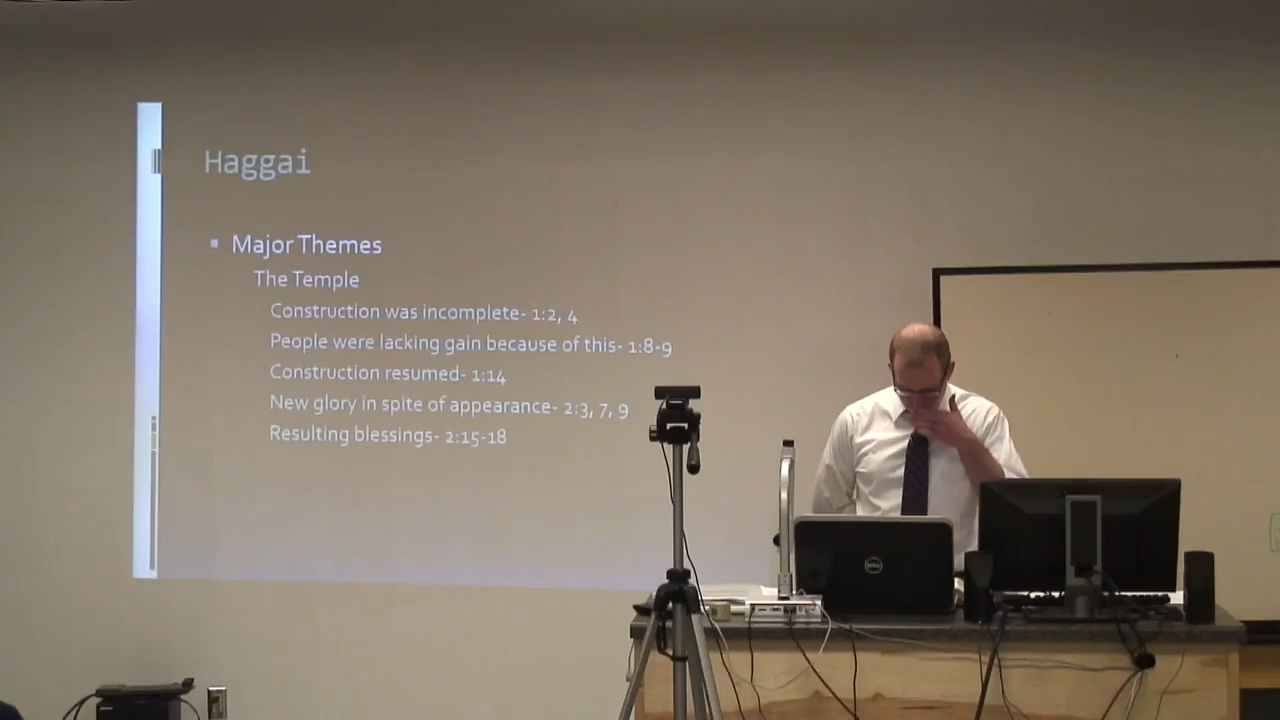 Haggai
Major Themes
The Temple
Construction was incomplete- 1:2, 4
People were lacking gain because of this- 1:8-9
Construction resumed- 1:14
New glory in spite of appearance- 2:3, 7, 9
Resulting blessings- 2:15-18
DELL